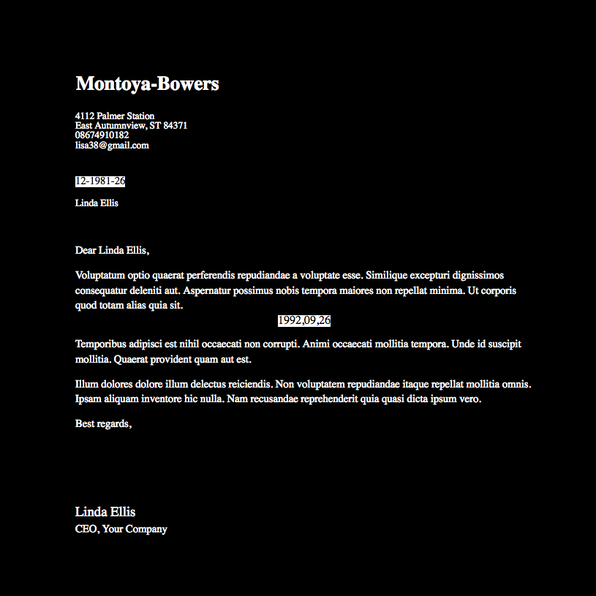 Montoya-Bowers
4112 Palmer Station
East Autumnview, ST 84371
08674910182
lisa38@gmail.com
12-1981-26
Linda Ellis
Dear Linda Ellis,
Voluptatum optio quaerat perferendis repudiandae a voluptate esse. Similique excepturi dignissimos
consequatur deleniti aut. Aspernatur possimus nobis tempora maiores non repellat minima. Ut corporis
quod totam alias quia sit.
1992,09,26
Temporibus adipisci est nihil occaecati non corrupti. Animi occaecati mollitia tempora. Unde id suscipit
mollitia. Quaerat provident quam aut est.
Illum dolores dolore illum delectus reiciendis. Non voluptatem repudiandae itaque repellat mollitia omnis.
Ipsam aliquam inventore hic nulla. Nam recusandae reprehenderit quia quasi dicta ipsum vero.
Best regards,
Linda Ellis
CEO, Your Company